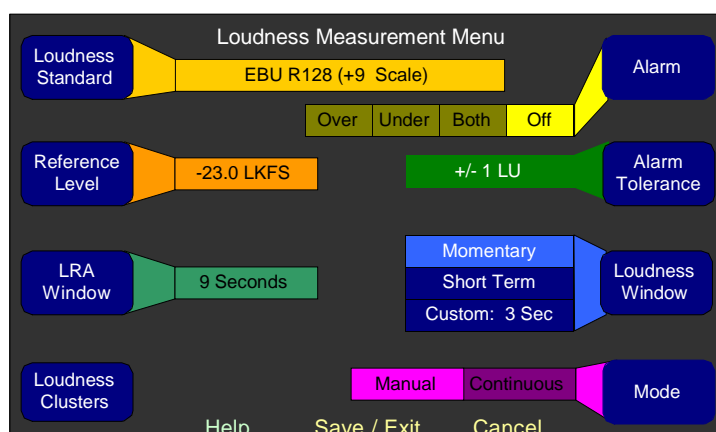 Loudness Measurement Menu
Loudness
Standard
EBU R128 (+9 Scale)
Alarm
Over Under Both Off
Reference
Level
-23.0 LKFS
+/- 1 LU
Alarm
Tolerance
LRA
Window
9 Seconds
Momentary
Short Term
Custom: 3 Sec
Loudness
Window
Loudness
Clusters
Manual Continuous
Mode
Help Save / Exit Cancel